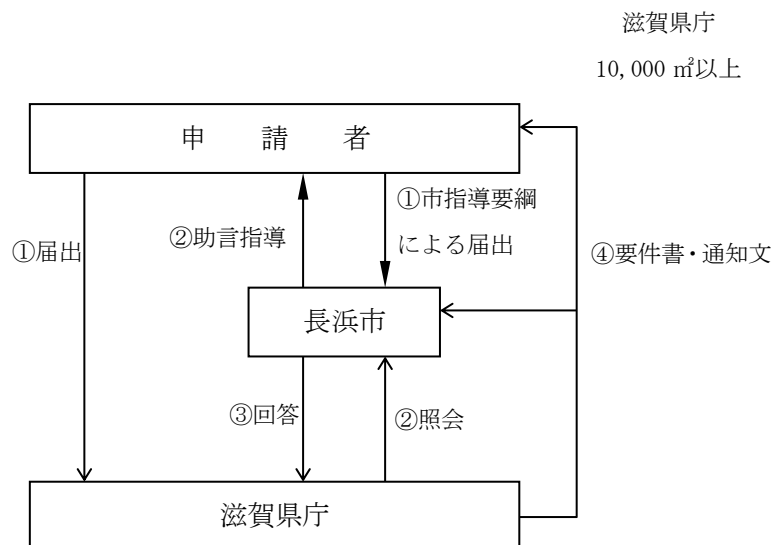 滋賀県庁
10,000 ㎡以上
申　請　者
①市指導要綱
による届出
②助言指導
①届出
④要件書・通知文
長浜市
③回答
②照会
滋賀県庁